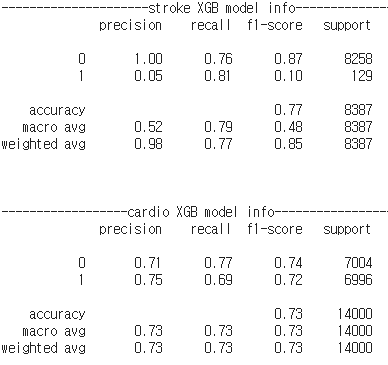 ---------------------stroke XGB model info-------------
precision recall f1-score support
0 1.00 0.76 0.87 8258
1 0.05 0.81 0.10 129
accuracy 0.77 8387
macro avg 0.52 0.79 0.48 8387
weighted avg 0.98 0.77 0.85 8387
------------------cardio XGB model info----------------
precision recall f1-score support
0 0.71 0.77 0.74 7004
1 0.75 0.69 0.72 6996
accuracy 0.73 14000
macro avg 0.73 0.73 0.73 14000
weighted avg 0.73 0.73 0.73 14000